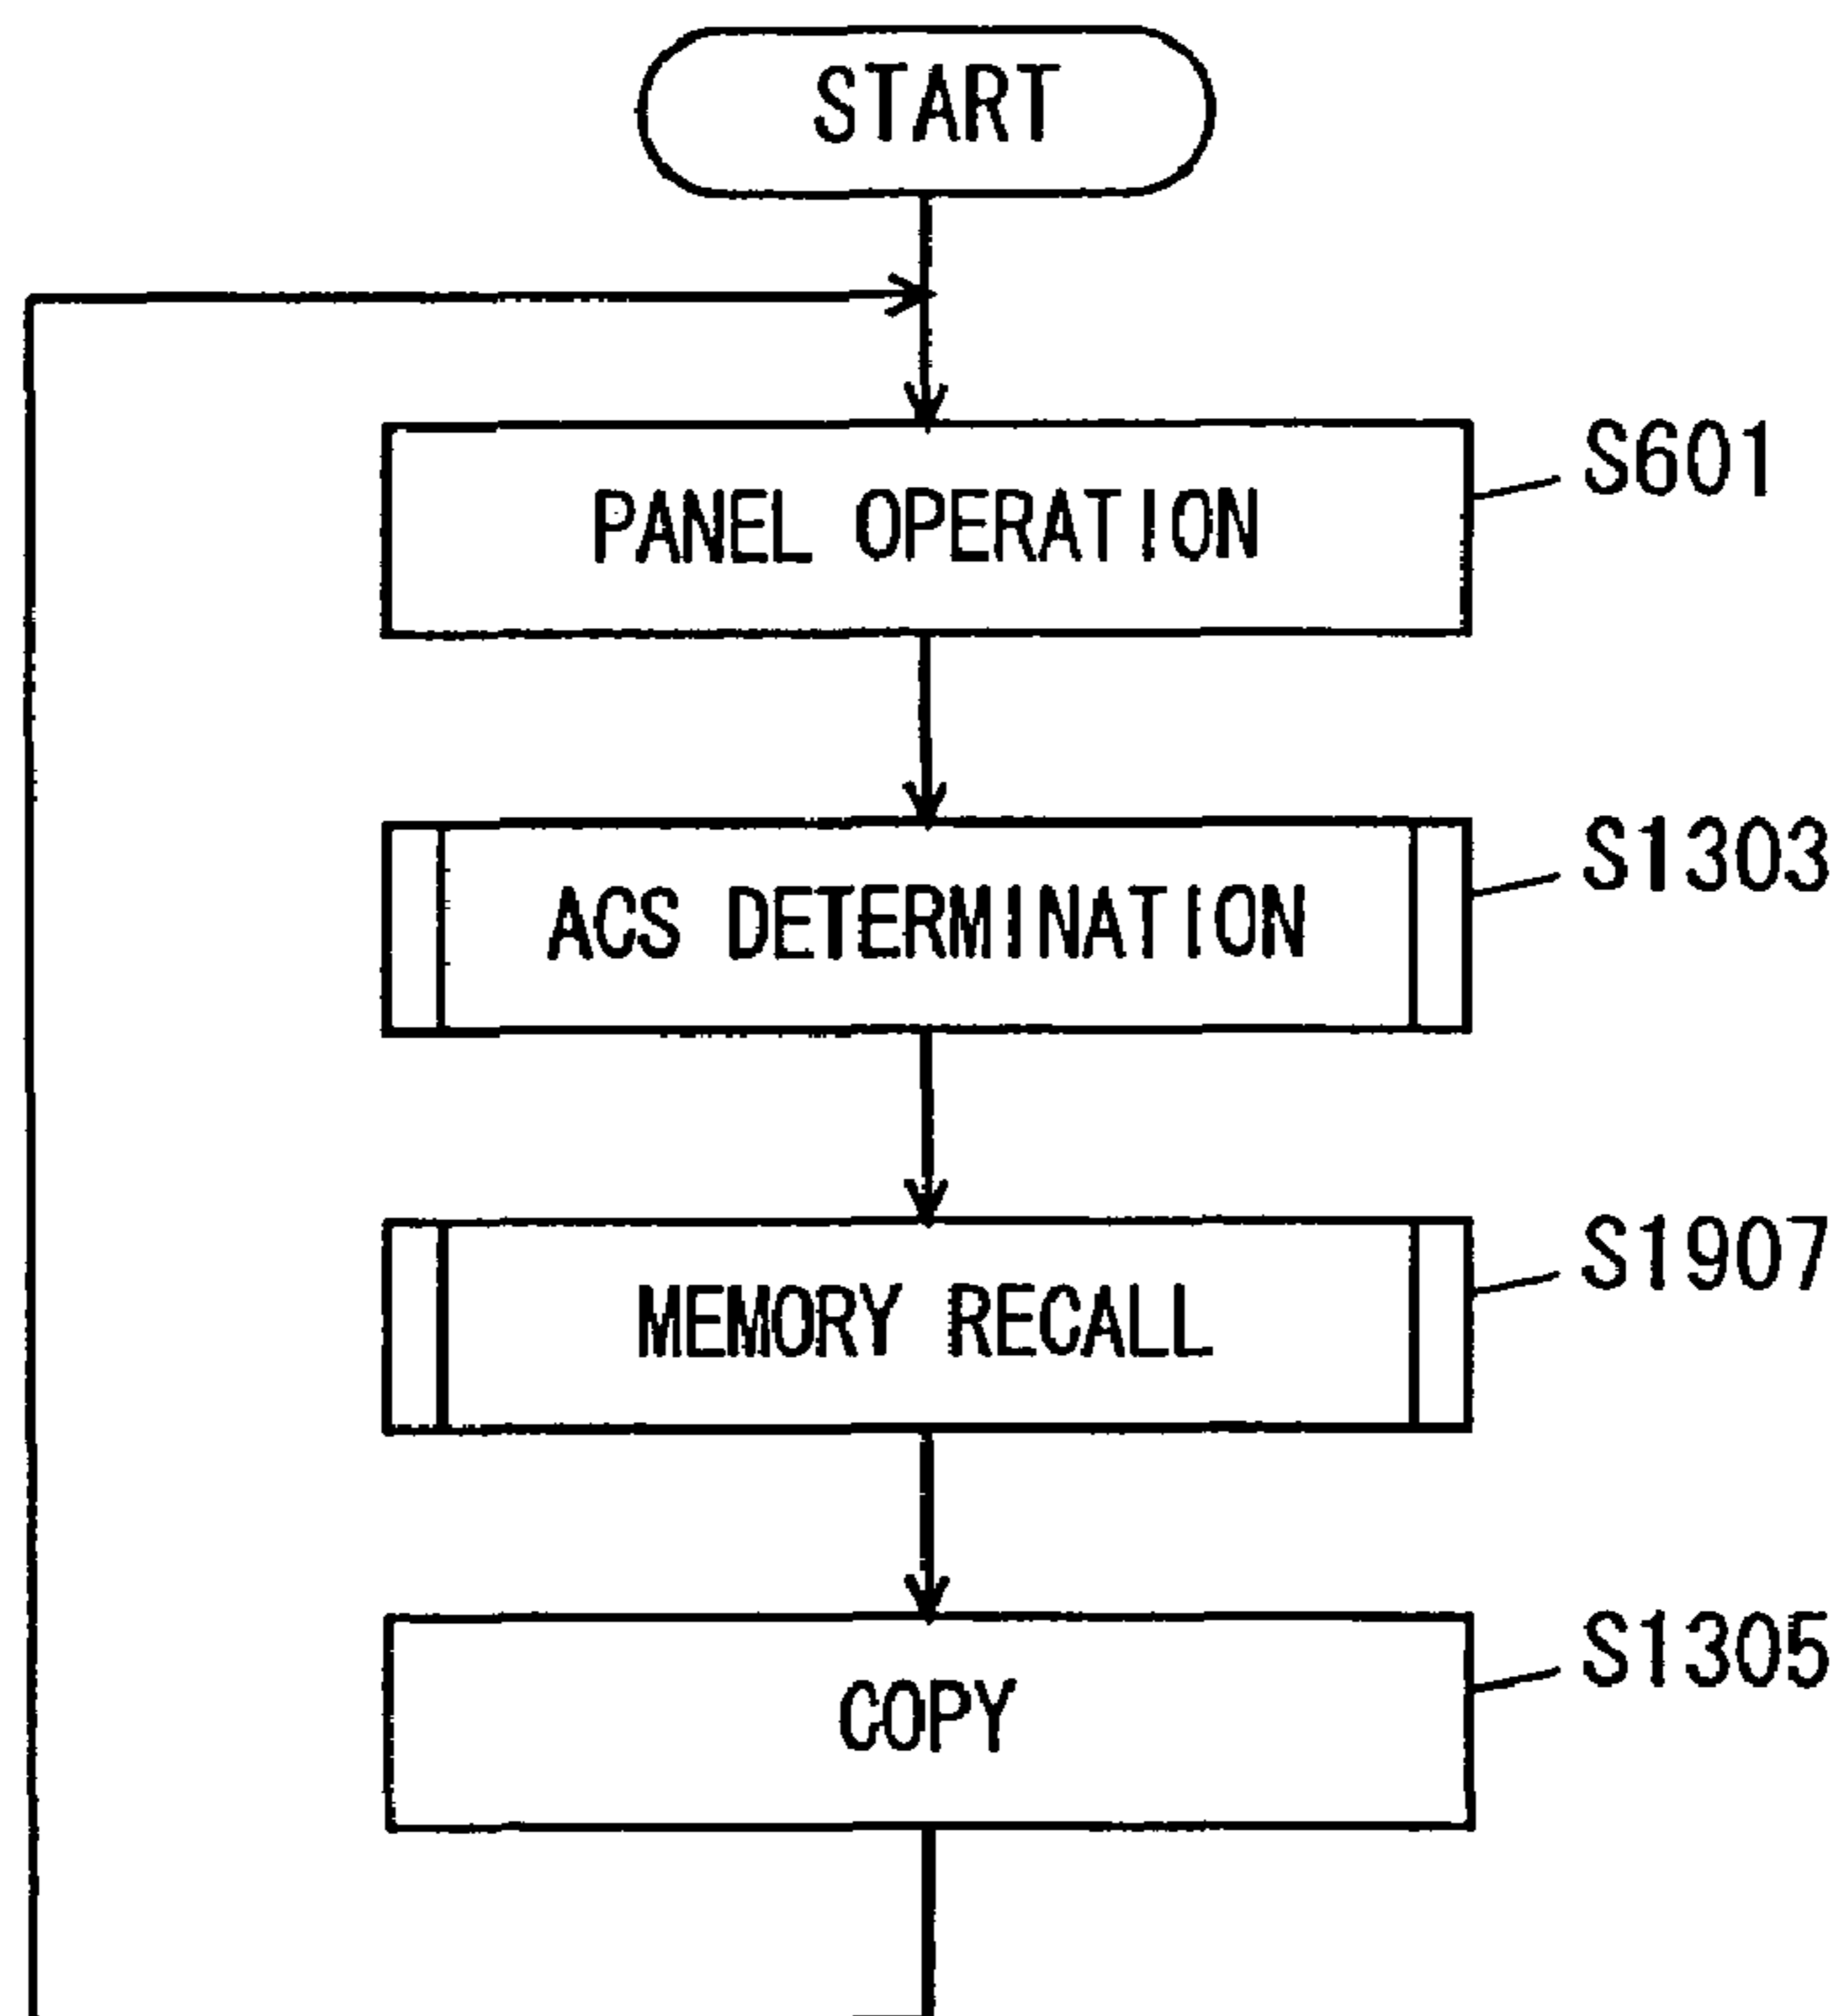 START
PANEL OPERATION
S601
ACS DETERMINATION
S1303
MEMORY RECALL
S1907
COPY
S1305